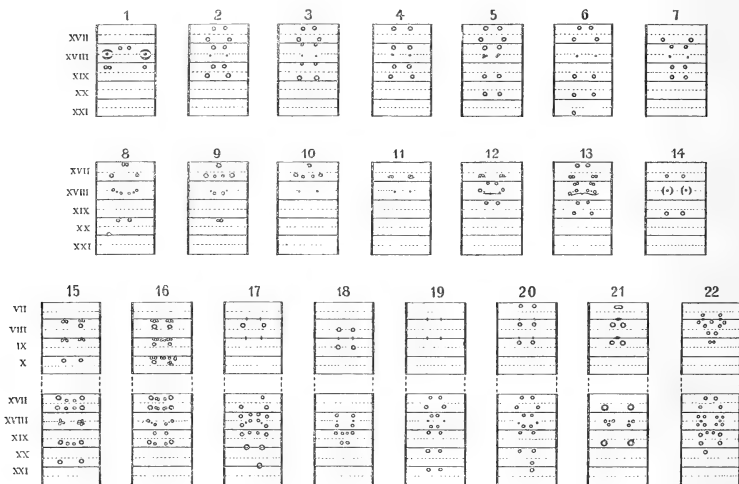 1 2 3 4 5 6 7
XVII
XVIII
XIX
XX
XXI
8 9 10 11 12 13 14
XVII
XVIII
XIX
XX
XXI
15 16 17 18 19 20 21 22
VII
VIII
IX
X
XVII
XVIII
XIX
XX
XXI